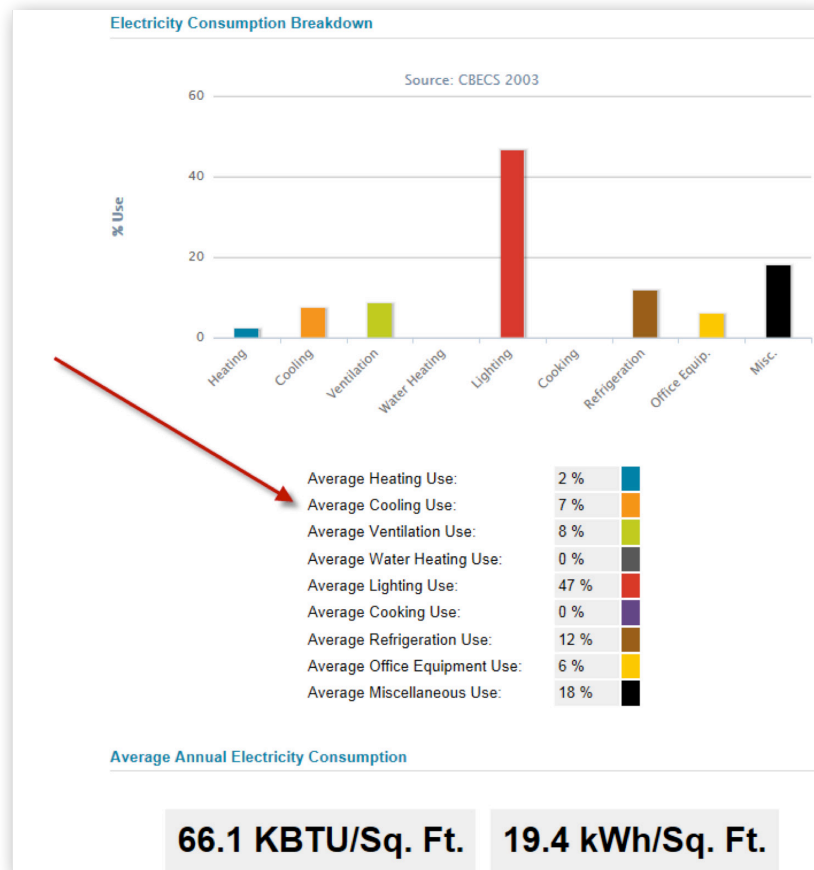 Electricity Consumption Breakdown
Source: CBECS 2003
60
40
20
0
% Use
Heating
Cooling
Ventilation
Water Heating
Lighting
Cooking
Refrigeration
Office Equip.
Misc.
Average Heating Use: 2 %
Average Cooling Use: 7 %
Average Ventilation Use: 8 %
Average Water Heating Use: 0 %
Average Lighting Use: 47 %
Average Cooking Use: 0 %
Average Refrigeration Use: 12 %
Average Office Equipment Use: 6 %
Average Miscellaneous Use: 18 %
Average Annual Electricity Consumption
66.1 KBTU/Sq. Ft. 19.4 kWh/Sq. Ft.